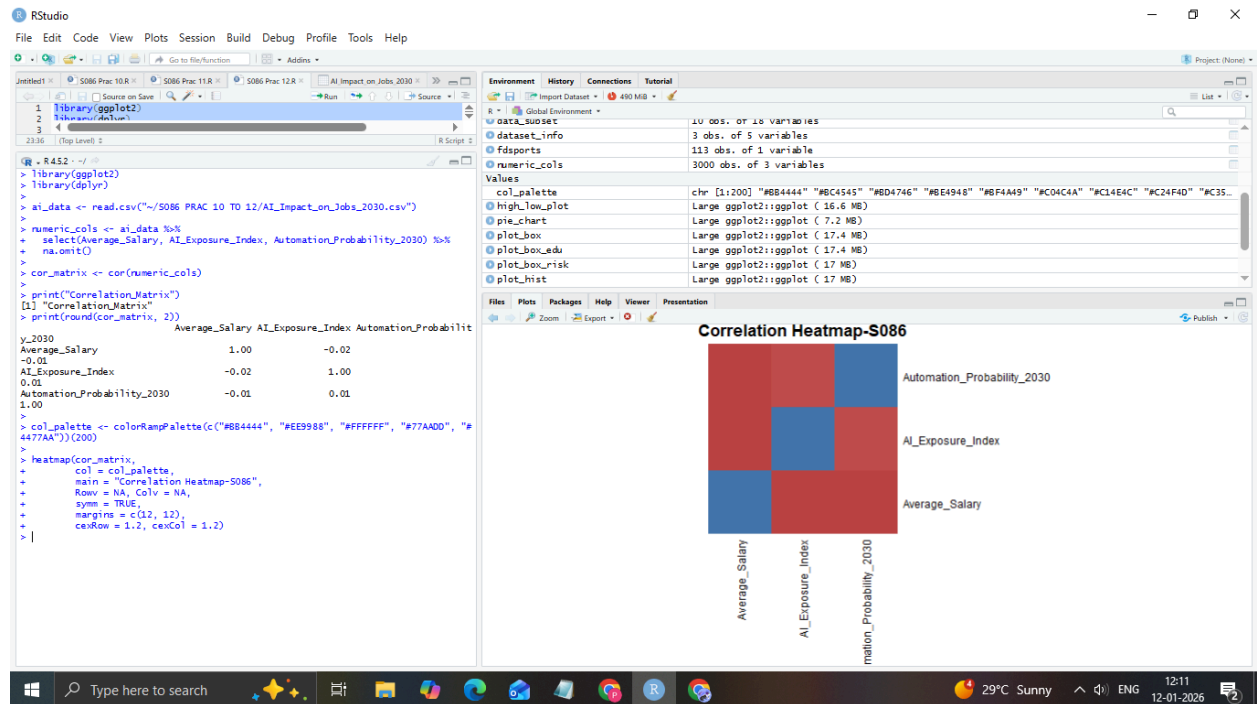 RStudio
File Edit Code View Plots Session Build Debug Profile Tools Help
Go to file/function
Addins
Project: (None)
Untitled1
S086 Prac 10.R
S086 Prac 11.R
S086 Prac 12.R
AI_Impact_on_Jobs_2030
Source on Save
Run
Source
1 library(ggplot2)
2 library(dplyr)
3
23:36 (Top Level)
R Script
R 4.5.2 · ~/
> library(ggplot2)
> library(dplyr)
>
> ai_data <- read.csv("~/S086 PRAC 10 TO 12/AI_Impact_on_Jobs_2030.csv")
>
> numeric_cols <- ai_data %>%
+ select(Average_Salary, AI_Exposure_Index, Automation_Probability_2030) %>%
+ na.omit()
>
> cor_matrix <- cor(numeric_cols)
>
> print("Correlation_Matrix")
[1] "Correlation_Matrix"
> print(round(cor_matrix, 2))
Average_Salary AI_Exposure_Index Automation_Probabilit
y_2030
Average_Salary 1.00 -0.02
-0.01
AI_Exposure_Index -0.02 1.00
0.01
Automation_Probability_2030 -0.01 0.01
1.00
>
> col_palette <- colorRampPalette(c("#BB4444", "#EE9988", "#FFFFFF", "#77AADD", "#
4477AA"))(200)
>
> heatmap(cor_matrix,
+ col = col_palette,
+ main = "Correlation Heatmap-S086",
+ Rowv = NA, Colv = NA,
+ symm = TRUE,
+ margins = c(12, 12),
+ cexRow = 1.2, cexCol = 1.2)
>
Environment History Connections Tutorial
Import Dataset 490 MiB
List
R Global Environment
data_subset 10 obs. of 18 variables
dataset_info 3 obs. of 5 variables
fdsports 113 obs. of 1 variable
numeric_cols 3000 obs. of 3 variables
Values
col_palette chr [1:200] "#BB4444" "#BC4545" "#BD4746" "#BE4948" "#BF4A49" "#C04C4A" "#C14E4C" "#C24F4D" "#C35...
high_low_plot Large ggplot2::ggplot ( 16.6 MB)
pie_chart Large ggplot2::ggplot ( 7.2 MB)
plot_box Large ggplot2::ggplot ( 17.4 MB)
plot_box_edu Large ggplot2::ggplot ( 17.4 MB)
plot_box_risk Large ggplot2::ggplot ( 17 MB)
plot_hist Large ggplot2::ggplot ( 17 MB)
Files Plots Packages Help Viewer Presentation
Zoom Export
Publish
Correlation Heatmap-S086
Automation_Probability_2030
AI_Exposure_Index
Average_Salary
Average_Salary
AI_Exposure_Index
mation_Probability_2030
Type here to search
29°C Sunny
ENG
12:11
12-01-2026